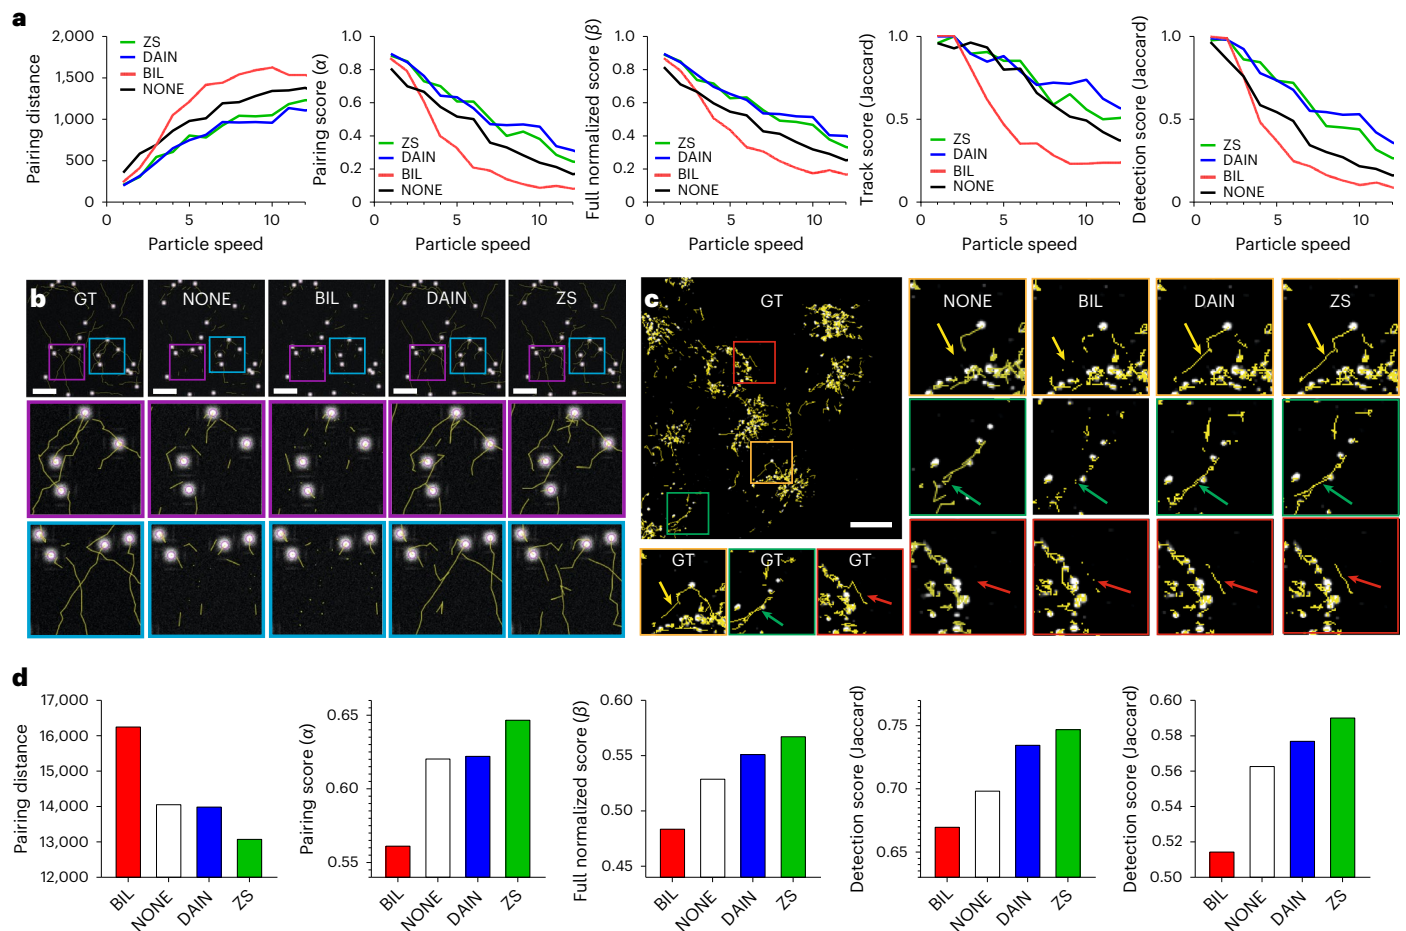 a
Pairing distance
2,000
1,500
1,000
500
0
ZS
DAIN
BIL
NONE
0
5
10
Particle speed
Pairing score (α)
1.0
0.8
0.6
0.4
0.2
0
ZS
DAIN
BIL
NONE
0
5
10
Particle speed
Full normalized score (β)
1.0
0.8
0.6
0.4
0.2
0
ZS
DAIN
BIL
NONE
0
5
10
Particle speed
Track score (Jaccard)
1.0
0.5
0
ZS
DAIN
BIL
NONE
0
5
10
Particle speed
Detection score (Jaccard)
1.0
0.5
0
ZS
DAIN
BIL
NONE
0
5
10
Particle speed
b
GT
NONE
BIL
DAIN
ZS
c
GT
NONE
BIL
DAIN
ZS
GT
GT
GT
d
Pairing distance
17,000
16,000
15,000
14,000
13,000
12,000
BIL
NONE
DAIN
ZS
Pairing score (α)
0.65
0.60
0.55
BIL
NONE
DAIN
ZS
Full normalized score (β)
0.60
0.55
0.50
0.45
BIL
NONE
DAIN
ZS
Detection score (Jaccard)
0.75
0.70
0.65
BIL
NONE
DAIN
ZS
Detection score (Jaccard)
0.60
0.58
0.56
0.54
0.52
0.50
BIL
NONE
DAIN
ZS